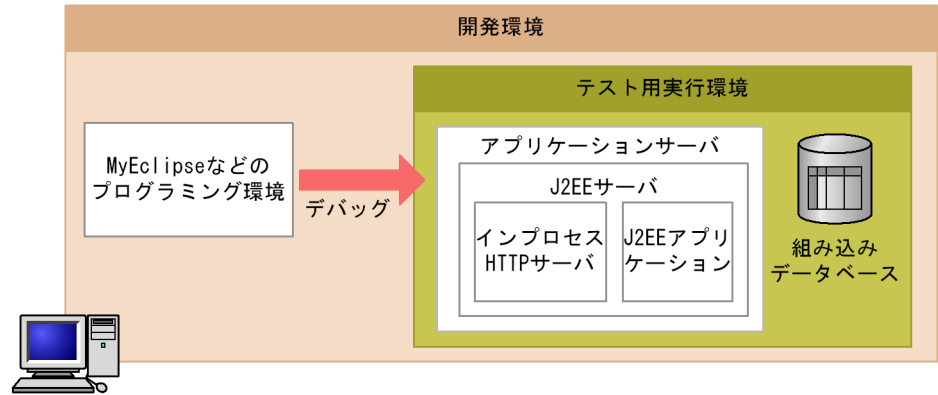 開発環境
テスト用実行環境
MyEclipseなどの
プログラミング環境
デバッグ
アプリケーションサーバ
J2EEサーバ
インプロセス
HTTPサーバ
J2EEアプリ
ケーション
組み込み
データベース